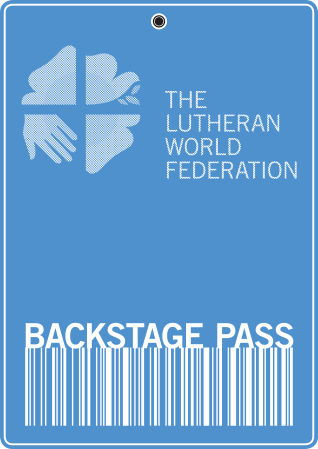 THE
LUTHERAN
WORLD
FEDERATION
BACKSTAGE PASS